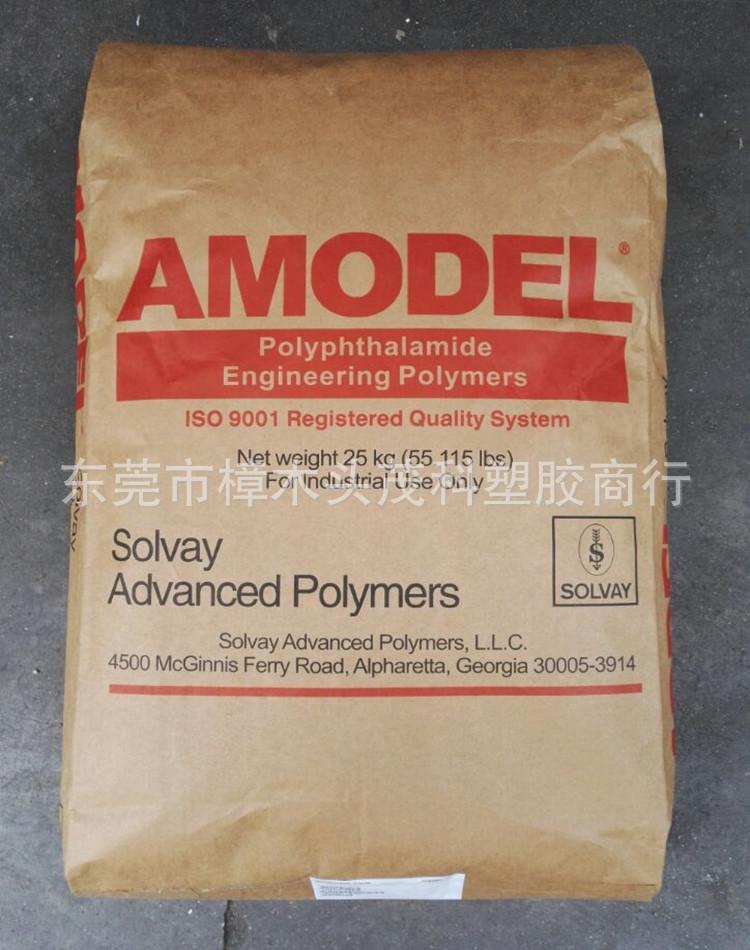 AMODEL®
Polyphthalamide
Engineering Polymers
ISO 9001 Registered Quality System
Net weight 25 kg (55.115 lbs)
For Industrial Use Only
东莞市樟木头茂科塑胶商行
Solvay
Advanced Polymers
S
SOLVAY
Solvay Advanced Polymers, L.L.C.
4500 McGinnis Ferry Road, Alpharetta, Georgia 30005-3914
Solvay